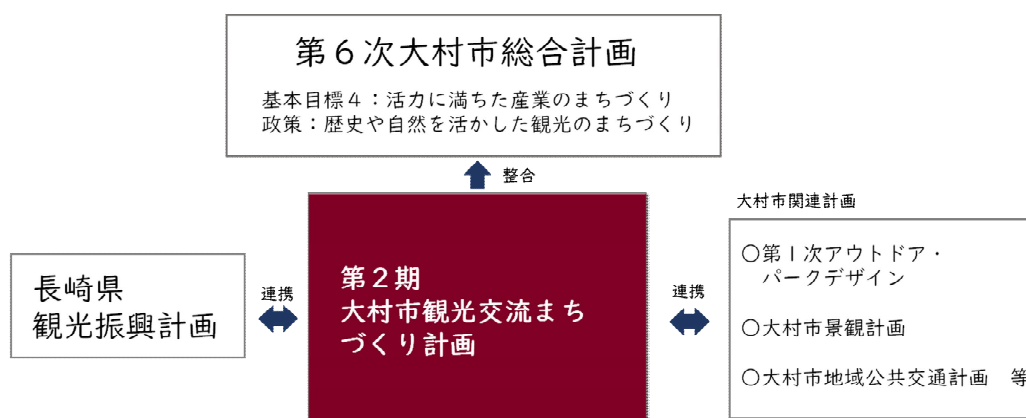 第6次大村市総合計画
基本目標4：活力に満ちた産業のまちづくり
政策：歴史や自然を活かした観光のまちづくり
整合
大村市関連計画
長崎県
観光振興計画
連携
第2期
大村市観光交流まち
づくり計画
連携
○第1次アウトドア・
パークデザイン
○大村市景観計画
○大村市地域公共交通計画　等